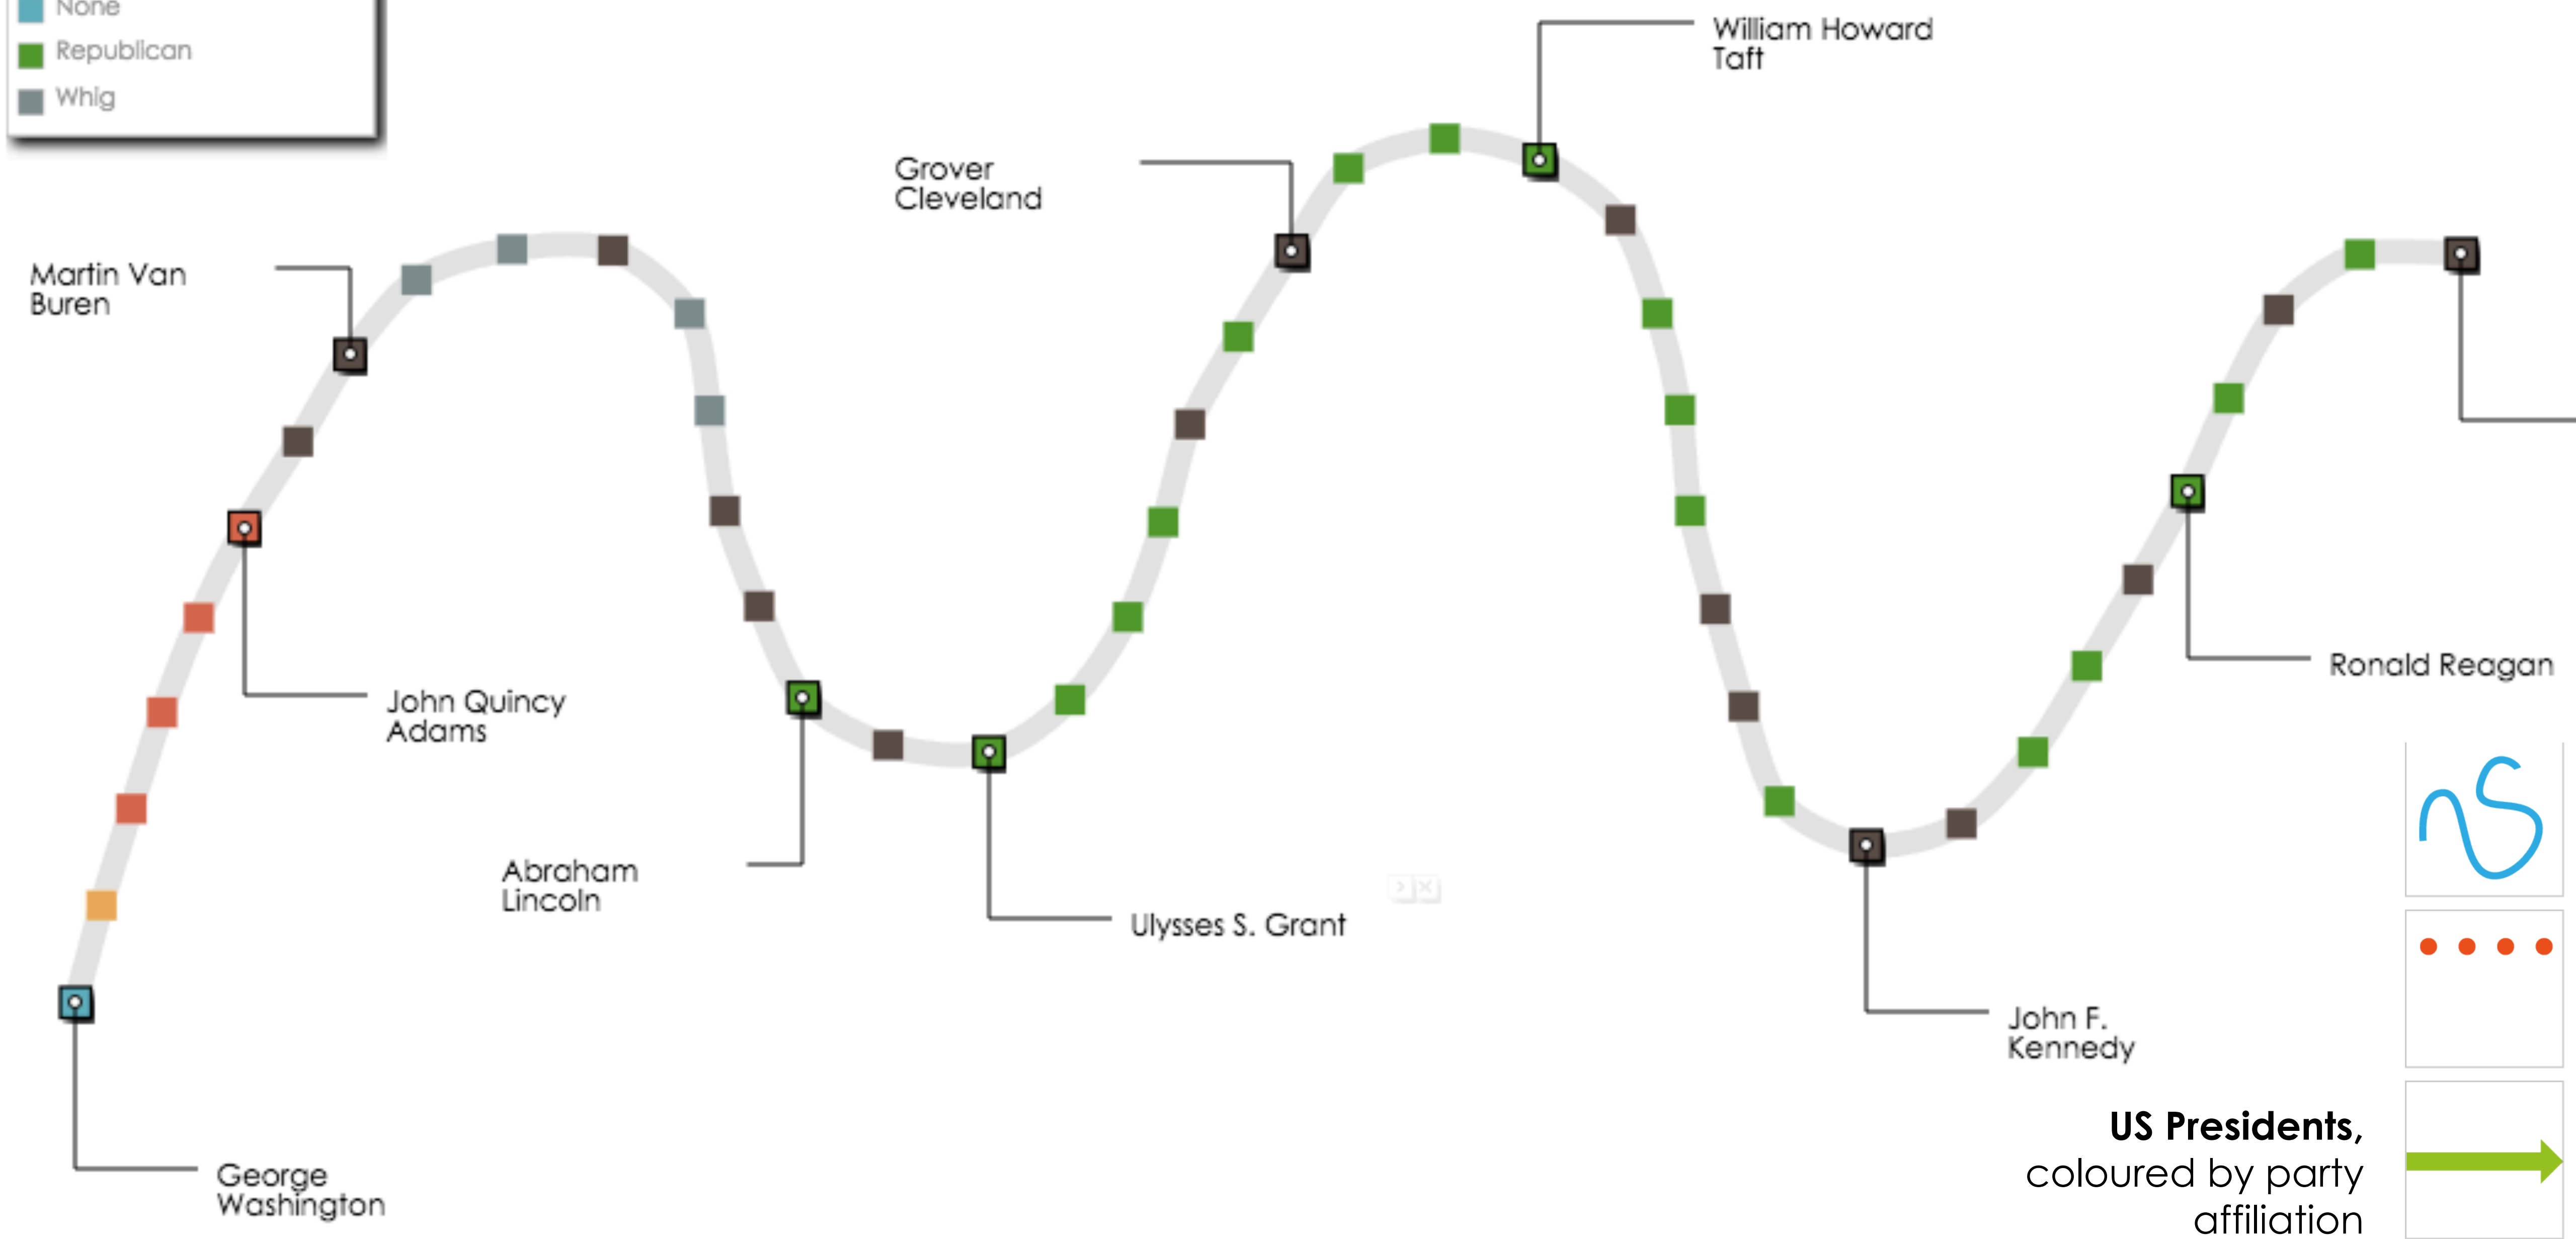 None
Republican
Whig
William Howard
Taft
Grover
Cleveland
Martin Van
Buren
John Quincy
Adams
Ronald Reagan
Abraham
Lincoln
Ulysses S. Grant
John F.
Kennedy
George
Washington
US Presidents,
coloured by party
affiliation